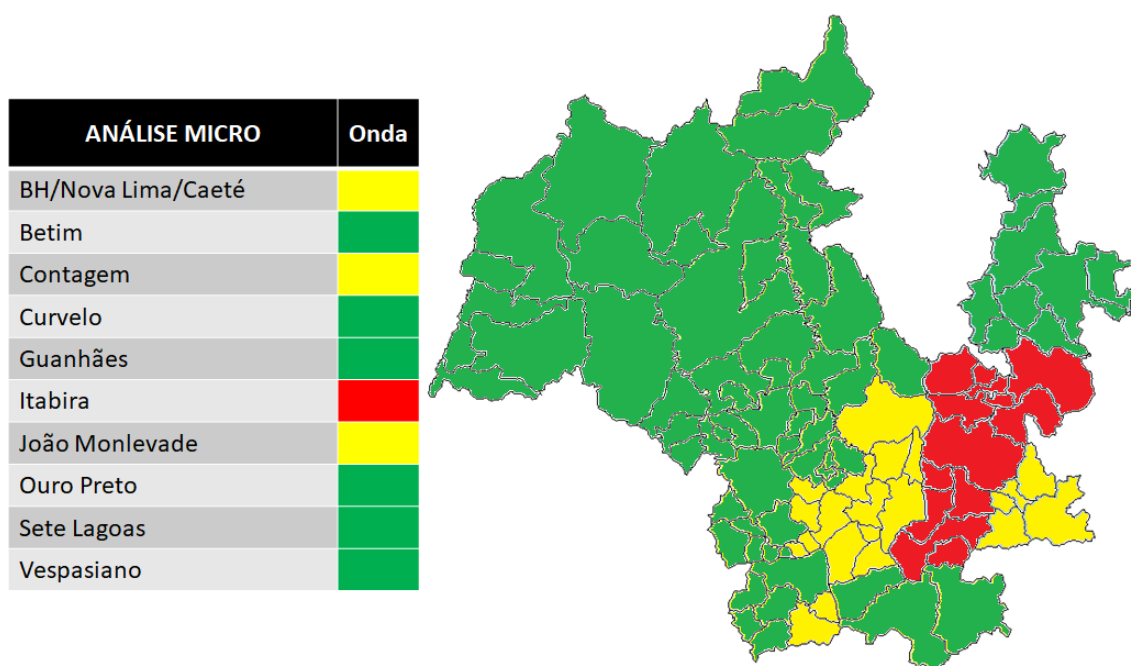 ANÁLISE MICRO Onda
BH/Nova Lima/Caeté
Betim
Contagem
Curvelo
Guanhães
Itabira
João Monlevade
Ouro Preto
Sete Lagoas
Vespasiano